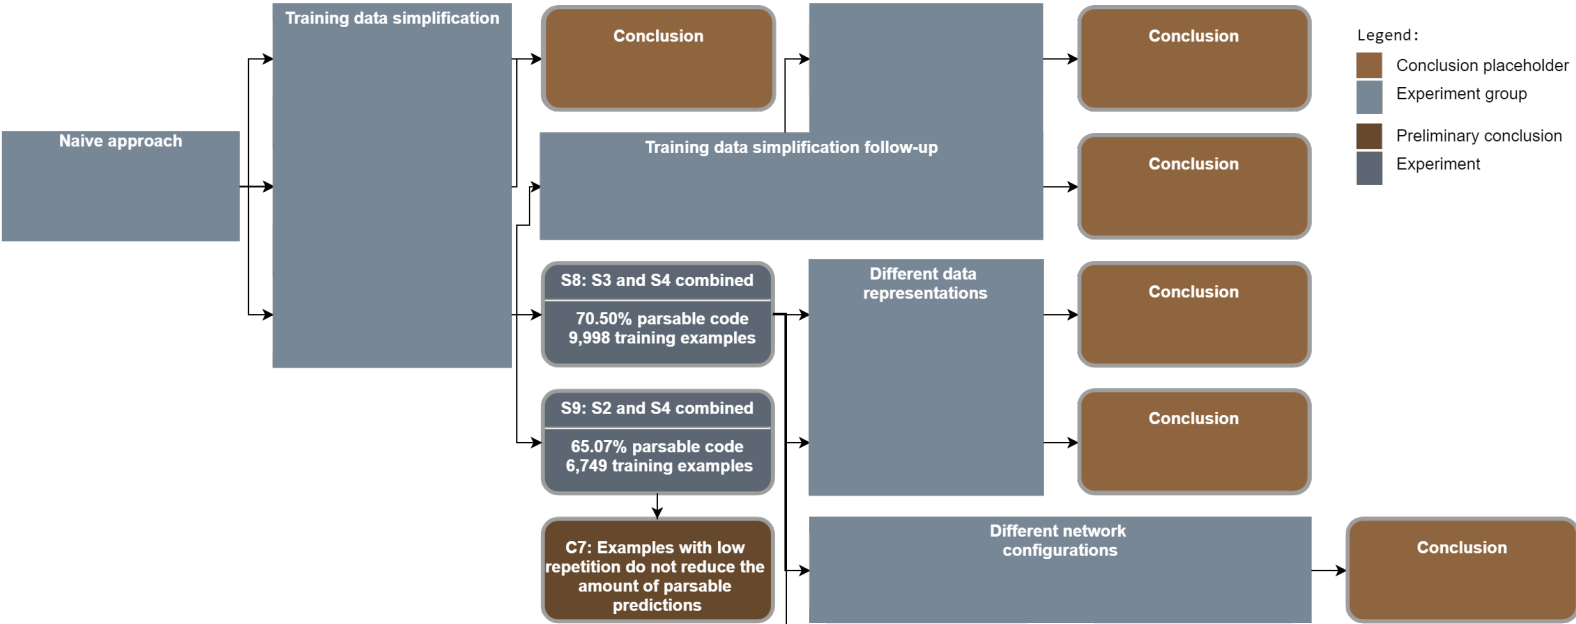 Naive approach
Training data simplification
Conclusion
Training data simplification follow-up
Conclusion
Conclusion
S8: S3 and S4 combined
70.50% parsable code
9,998 training examples
S9: S2 and S4 combined
65.07% parsable code
6,749 training examples
C7: Examples with low
repetition do not reduce the
amount of parsable
predictions
Different data
representations
Conclusion
Conclusion
Different network
configurations
Conclusion
Legend:
Conclusion placeholder
Experiment group
Preliminary conclusion
Experiment